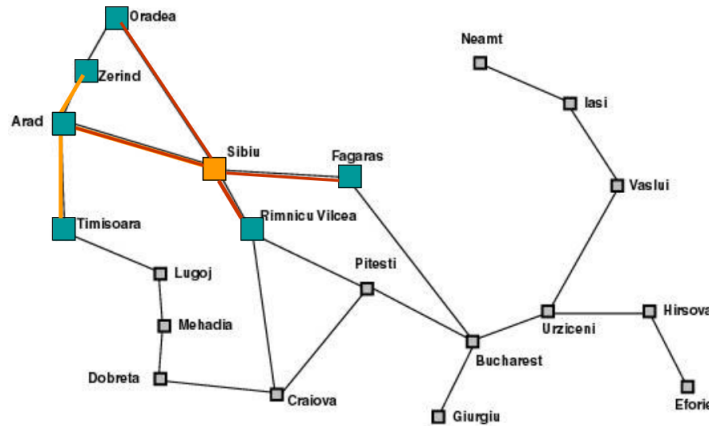 Oradea
Neamt
Zerind
Iasi
Arad
Sibiu
Fagaras
Vaslui
Timisoara
Rimnicu Vilcea
Lugoj
Pitesti
Hirsova
Mehadia
Urziceni
Bucharest
Dobreta
Craiova
Eforie
Giurgiu